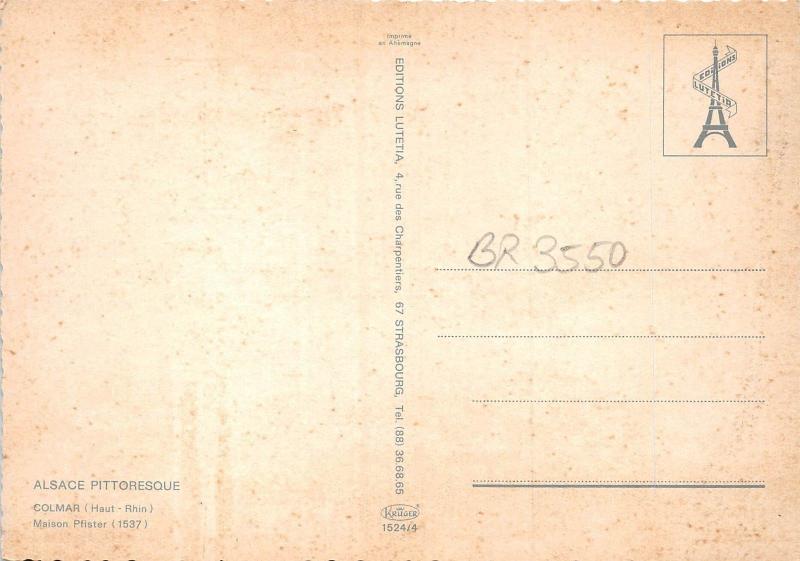 Imprimé
en Allemagne
EDITIONS LUTETIA, 4, rue des Charpentiers, 67 STRASBOURG, Tel. (88) 36.68.65
EDITIONS
LUTETIA
BR 3550
ALSACE PITTORESQUE
COLMAR (Haut - Rhin)
Maison Pfister (1537)
KRÜGER
1524/4